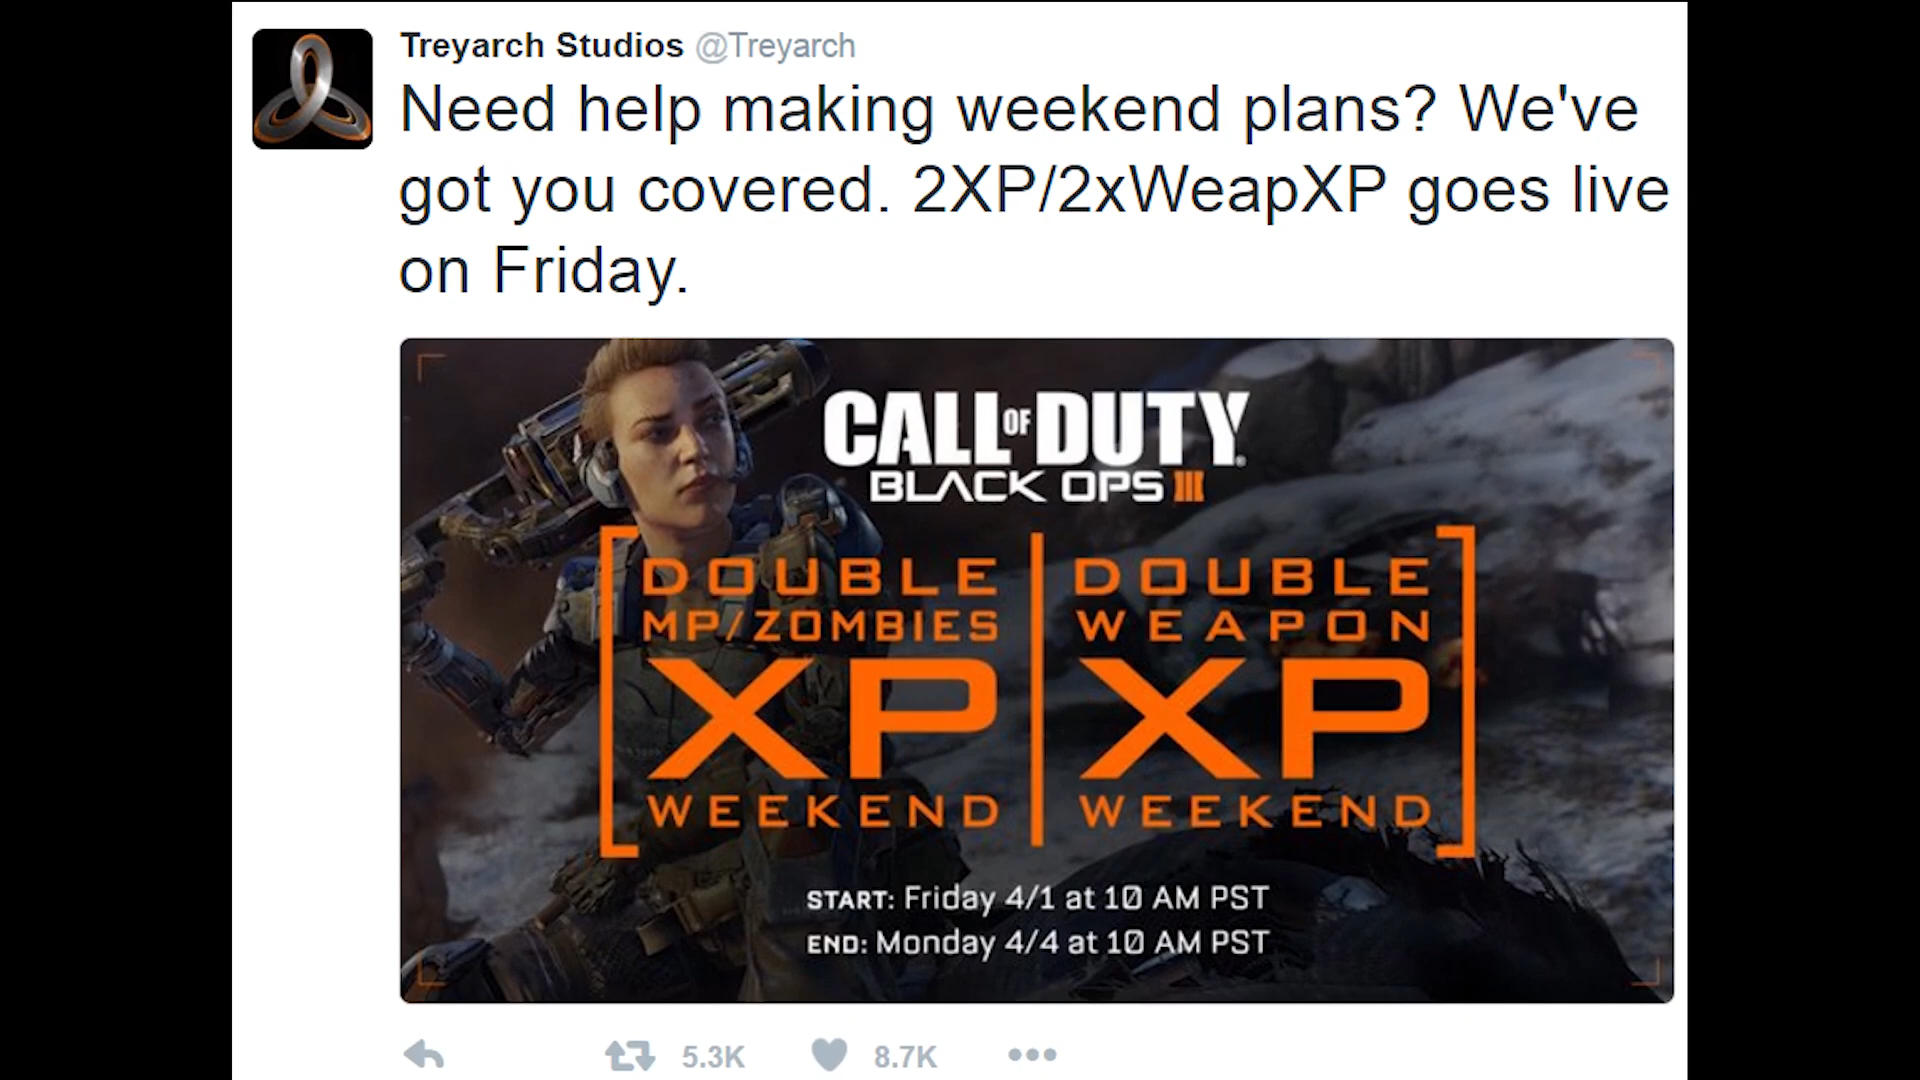 Treyarch Studios @Treyarch
Need help making weekend plans? We've
got you covered. 2XP/2xWeapXP goes live
on Friday.
CALL OF DUTY
BLACK OPS III
DOUBLE
MP/ZOMBIES
XP
WEEKEND
DOUBLE
WEAPON
XP
WEEKEND
START: Friday 4/1 at 10 AM PST
END: Monday 4/4 at 10 AM PST
5.3K 8.7K